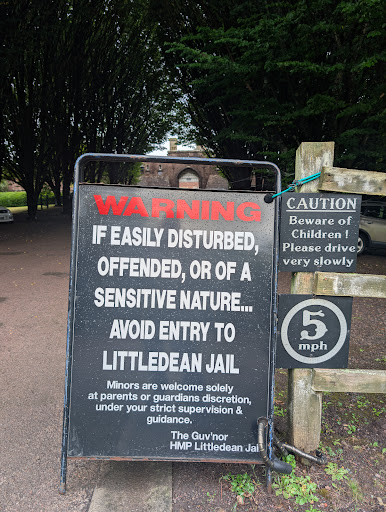 WARNING
IF EASILY DISTURBED,
OFFENDED, OR OF A
SENSITIVE NATURE...
AVOID ENTRY TO
LITTLEDEAN JAIL
Minors are welcome solely
at parents or guardians discretion,
under your strict supervision &
guidance.
The Guv'nor
HMP Littledean Jail
CAUTION
Beware of
Children !
Please drive
very slowly
5
mph